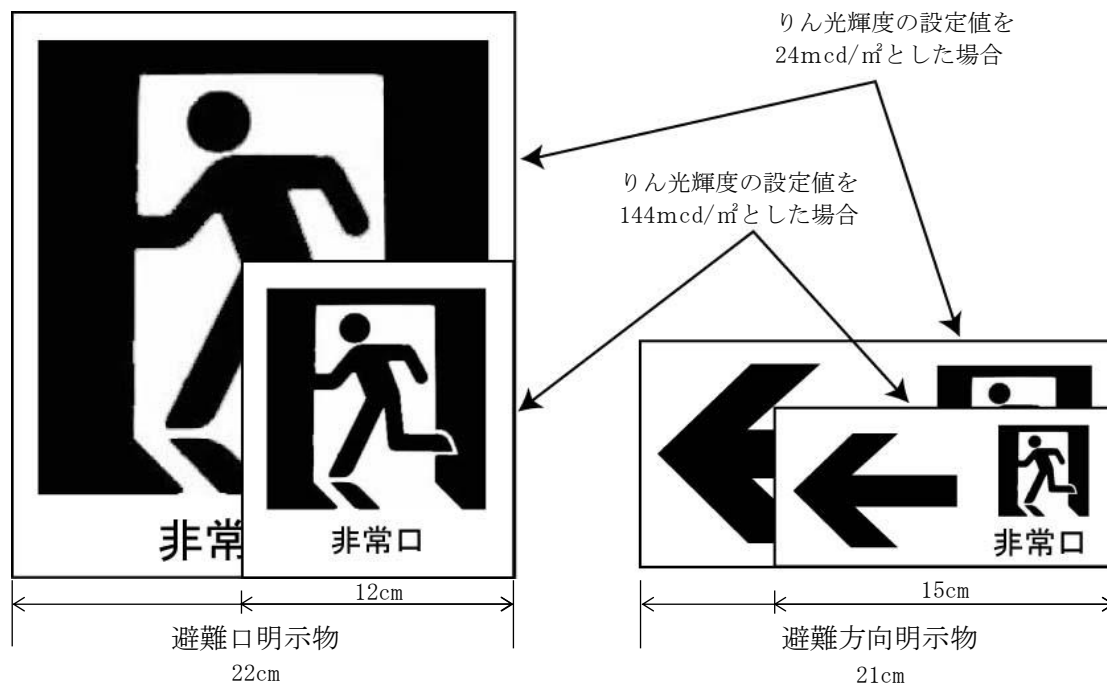 りん光輝度の設定値を
24mcd/㎡とした場合
りん光輝度の設定値を
144mcd/㎡とした場合
非常
非常口
非常口
12cm
避難口明示物
22cm
15cm
避難方向明示物
21cm